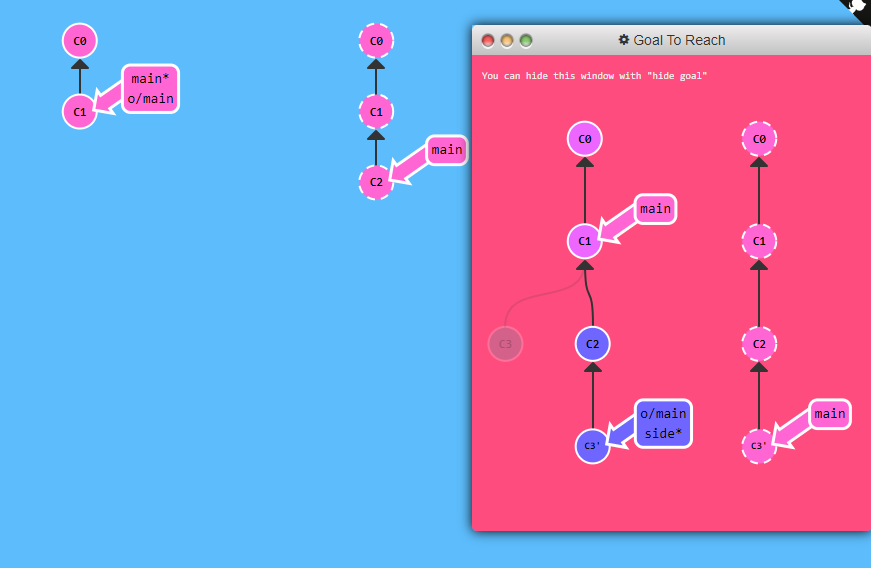 C0
C1
main*
o/main
C0
C1
C2
main
Goal To Reach
You can hide this window with "hide goal"
C0
C1
main
C3
C2
C3'
o/main
side*
C0
C1
C2
C3'
main